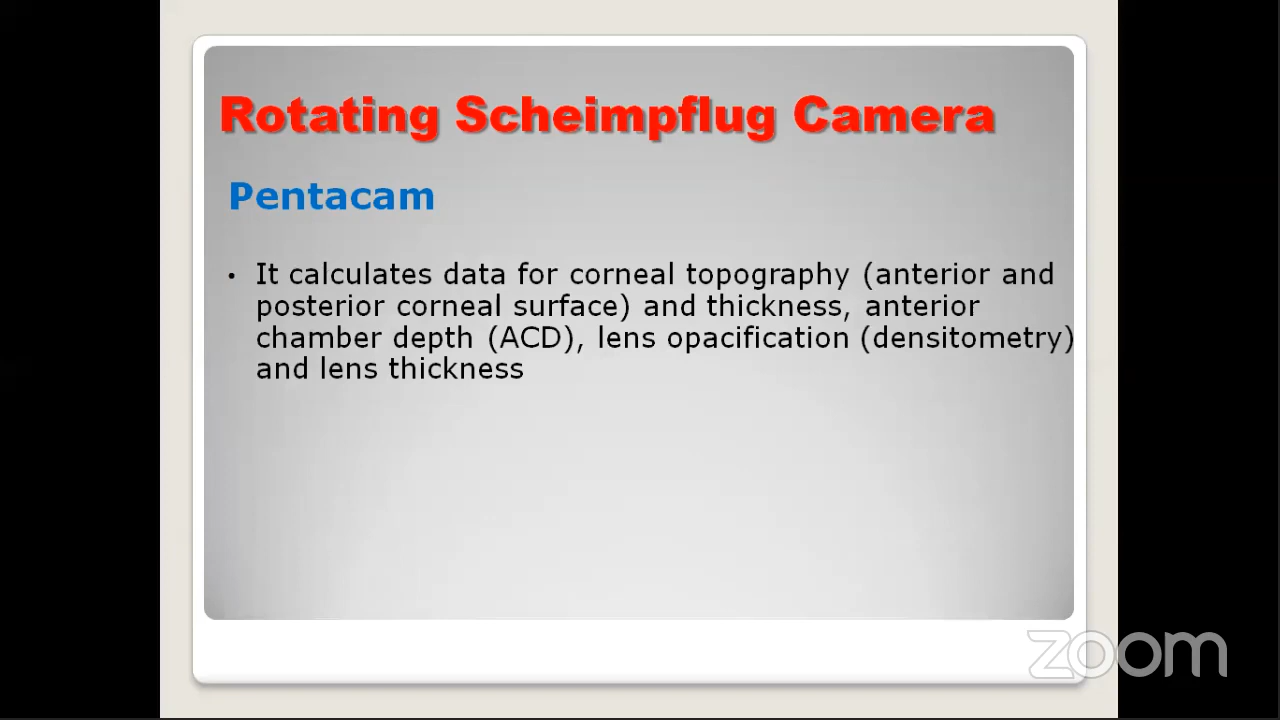 Rotating Scheimpflug Camera
Pentacam
• It calculates data for corneal topography (anterior and
posterior corneal surface) and thickness, anterior
chamber depth (ACD), lens opacification (densitometry)
and lens thickness
zoom